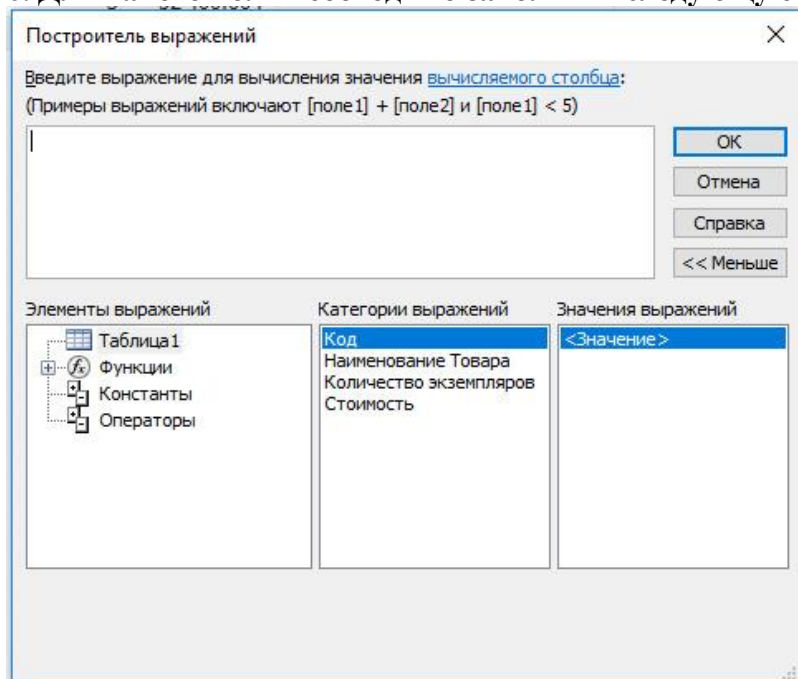 Построитель выражений
Введите выражение для вычисления значения вычисляемого столбца:
(Примеры выражений включают [поле1] + [поле2] и [поле1] < 5)
ОК
Отмена
Справка
<< Меньше
Элементы выражений
Категории выражений
Значения выражений
Таблица1
Функции
Константы
Операторы
Код
Наименование Товара
Количество экземпляров
Стоимость
<Значение>